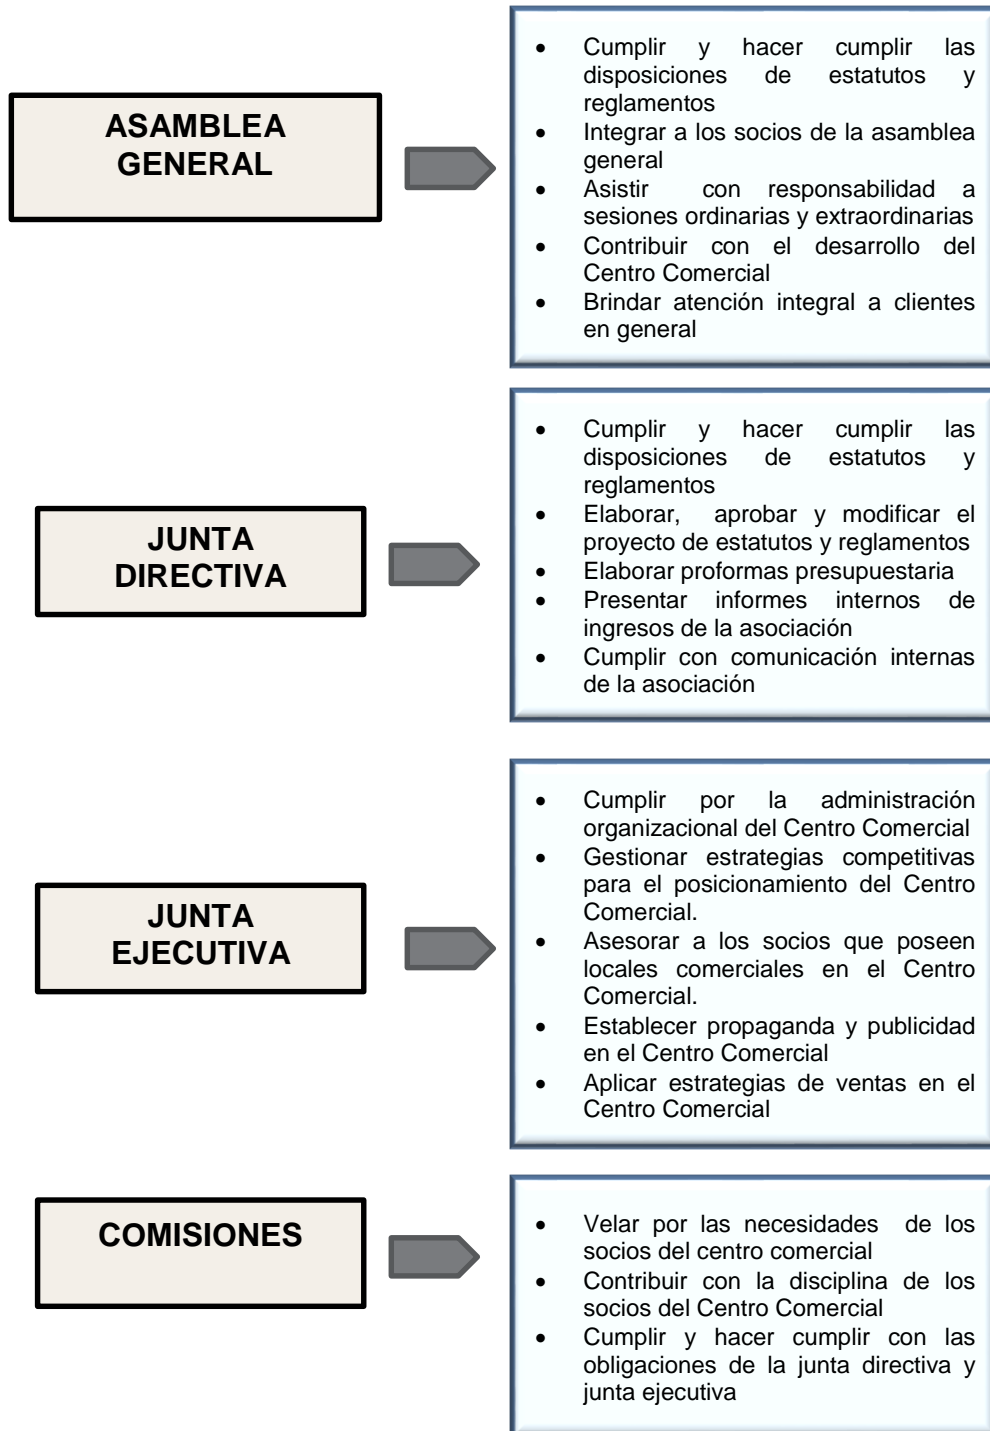 ASAMBLEA
GENERAL
• Cumplir y hacer cumplir las
disposiciones de estatutos y
reglamentos
• Integrar a los socios de la asamblea
general
• Asistir con responsabilidad a
sesiones ordinarias y extraordinarias
• Contribuir con el desarrollo del
Centro Comercial
• Brindar atención integral a clientes
en general
JUNTA
DIRECTIVA
• Cumplir y hacer cumplir las
disposiciones de estatutos y
reglamentos
• Elaborar, aprobar y modificar el
proyecto de estatutos y reglamentos
• Elaborar proformas presupuestaria
• Presentar informes internos de
ingresos de la asociación
• Cumplir con comunicación internas
de la asociación
JUNTA
EJECUTIVA
• Cumplir por la administración
organizacional del Centro Comercial
• Gestionar estrategias competitivas
para el posicionamiento del Centro
Comercial.
• Asesorar a los socios que poseen
locales comerciales en el Centro
Comercial.
• Establecer propaganda y publicidad
en el Centro Comercial
• Aplicar estrategias de ventas en el
Centro Comercial
COMISIONES
• Velar por las necesidades de los
socios del centro comercial
• Contribuir con la disciplina de los
socios del Centro Comercial
• Cumplir y hacer cumplir con las
obligaciones de la junta directiva y
junta ejecutiva